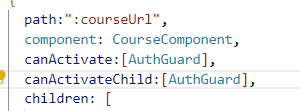 {
path:":courseUrl",
component: CourseComponent,
canActivate:[AuthGuard],
canActivateChild:[AuthGuard],
children: [